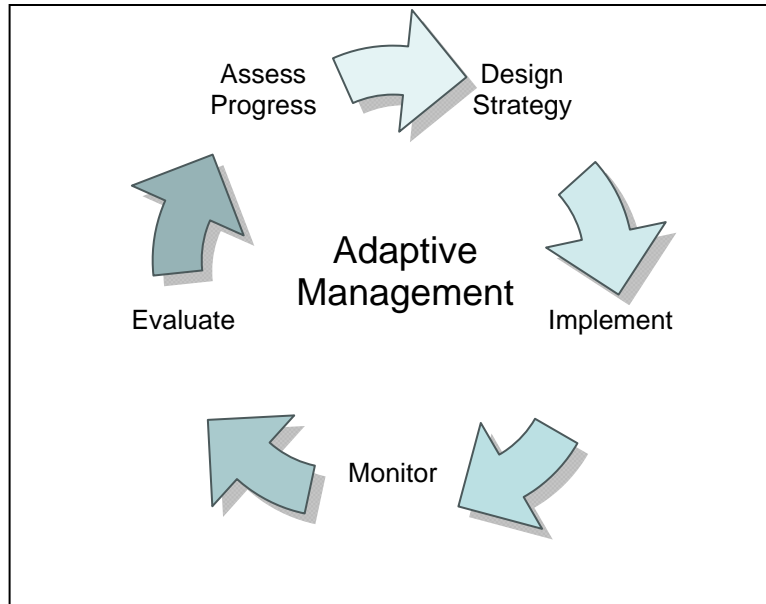 Assess
Progress
Design
Strategy
Adaptive
Management
Evaluate
Implement
Monitor